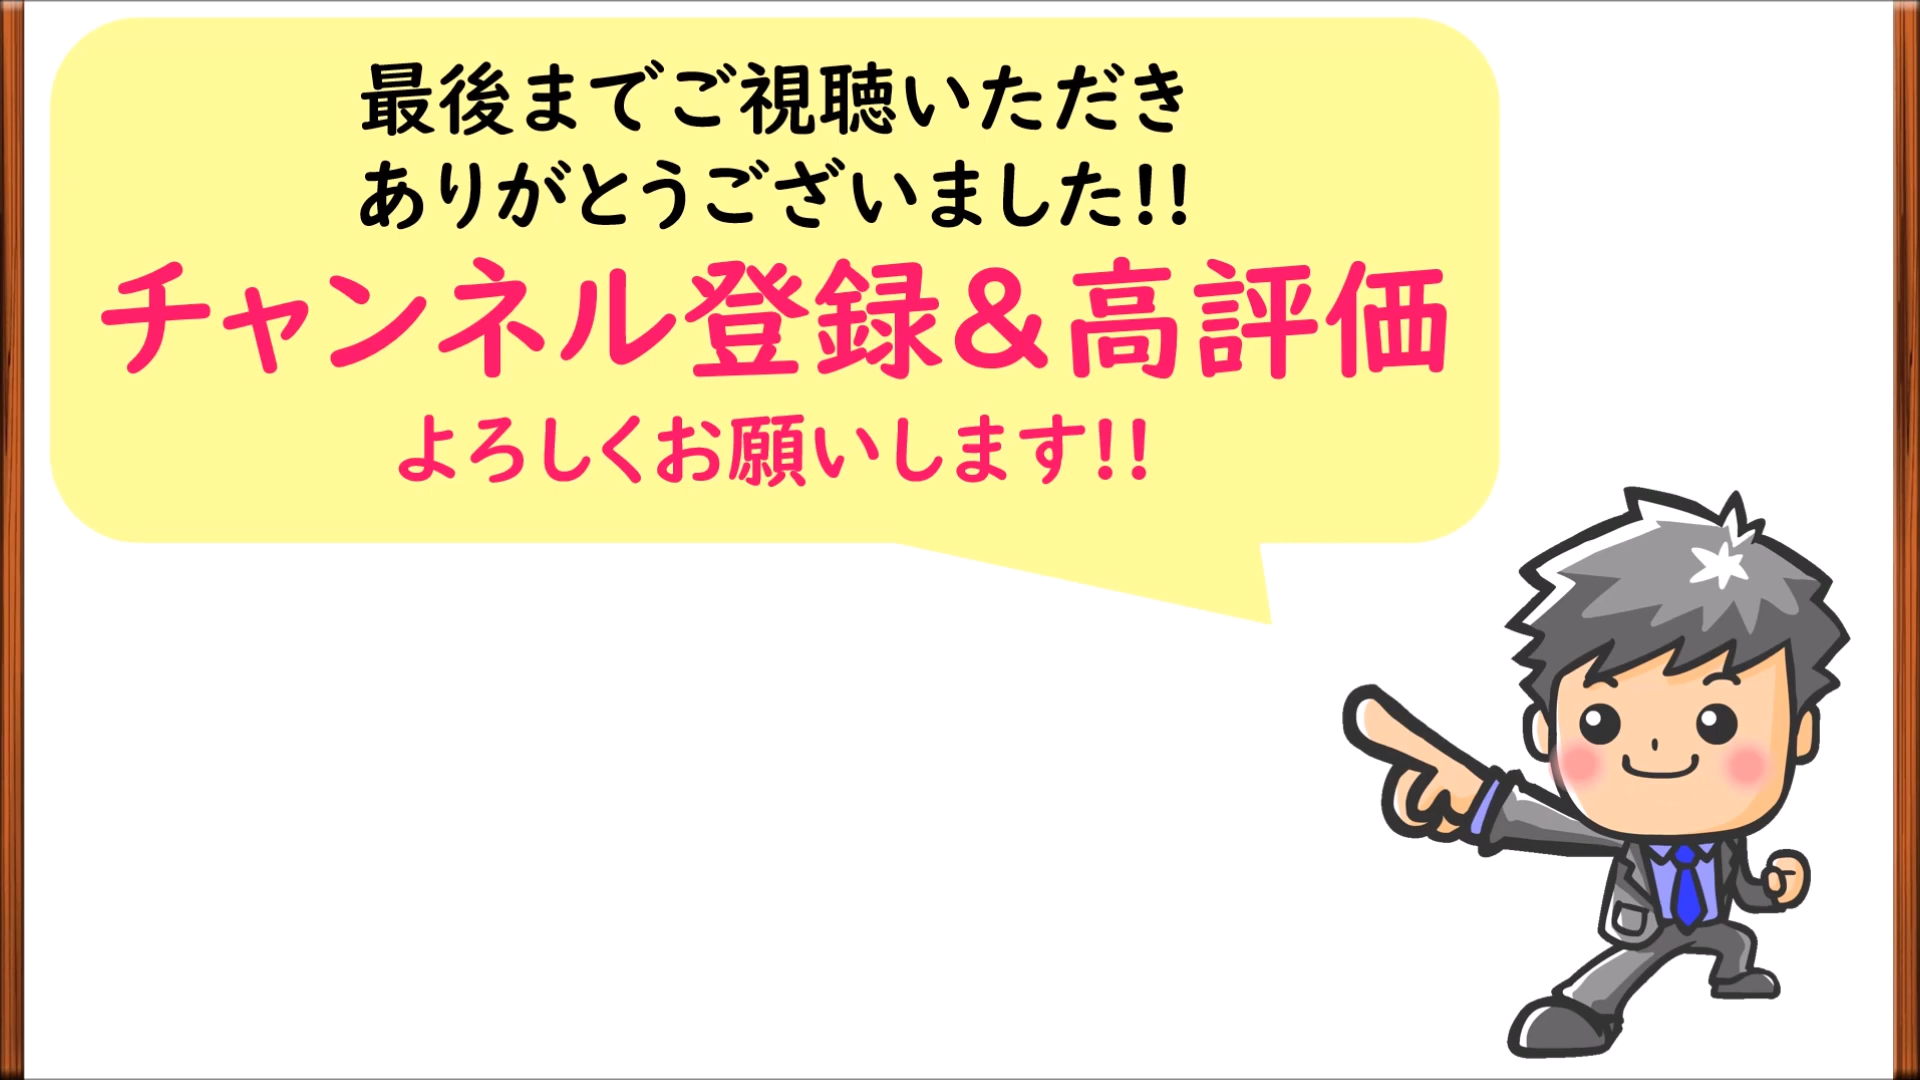 最後までご視聴いただき
ありがとうございました!!
チャンネル登録&高評価
よろしくお願いします!!